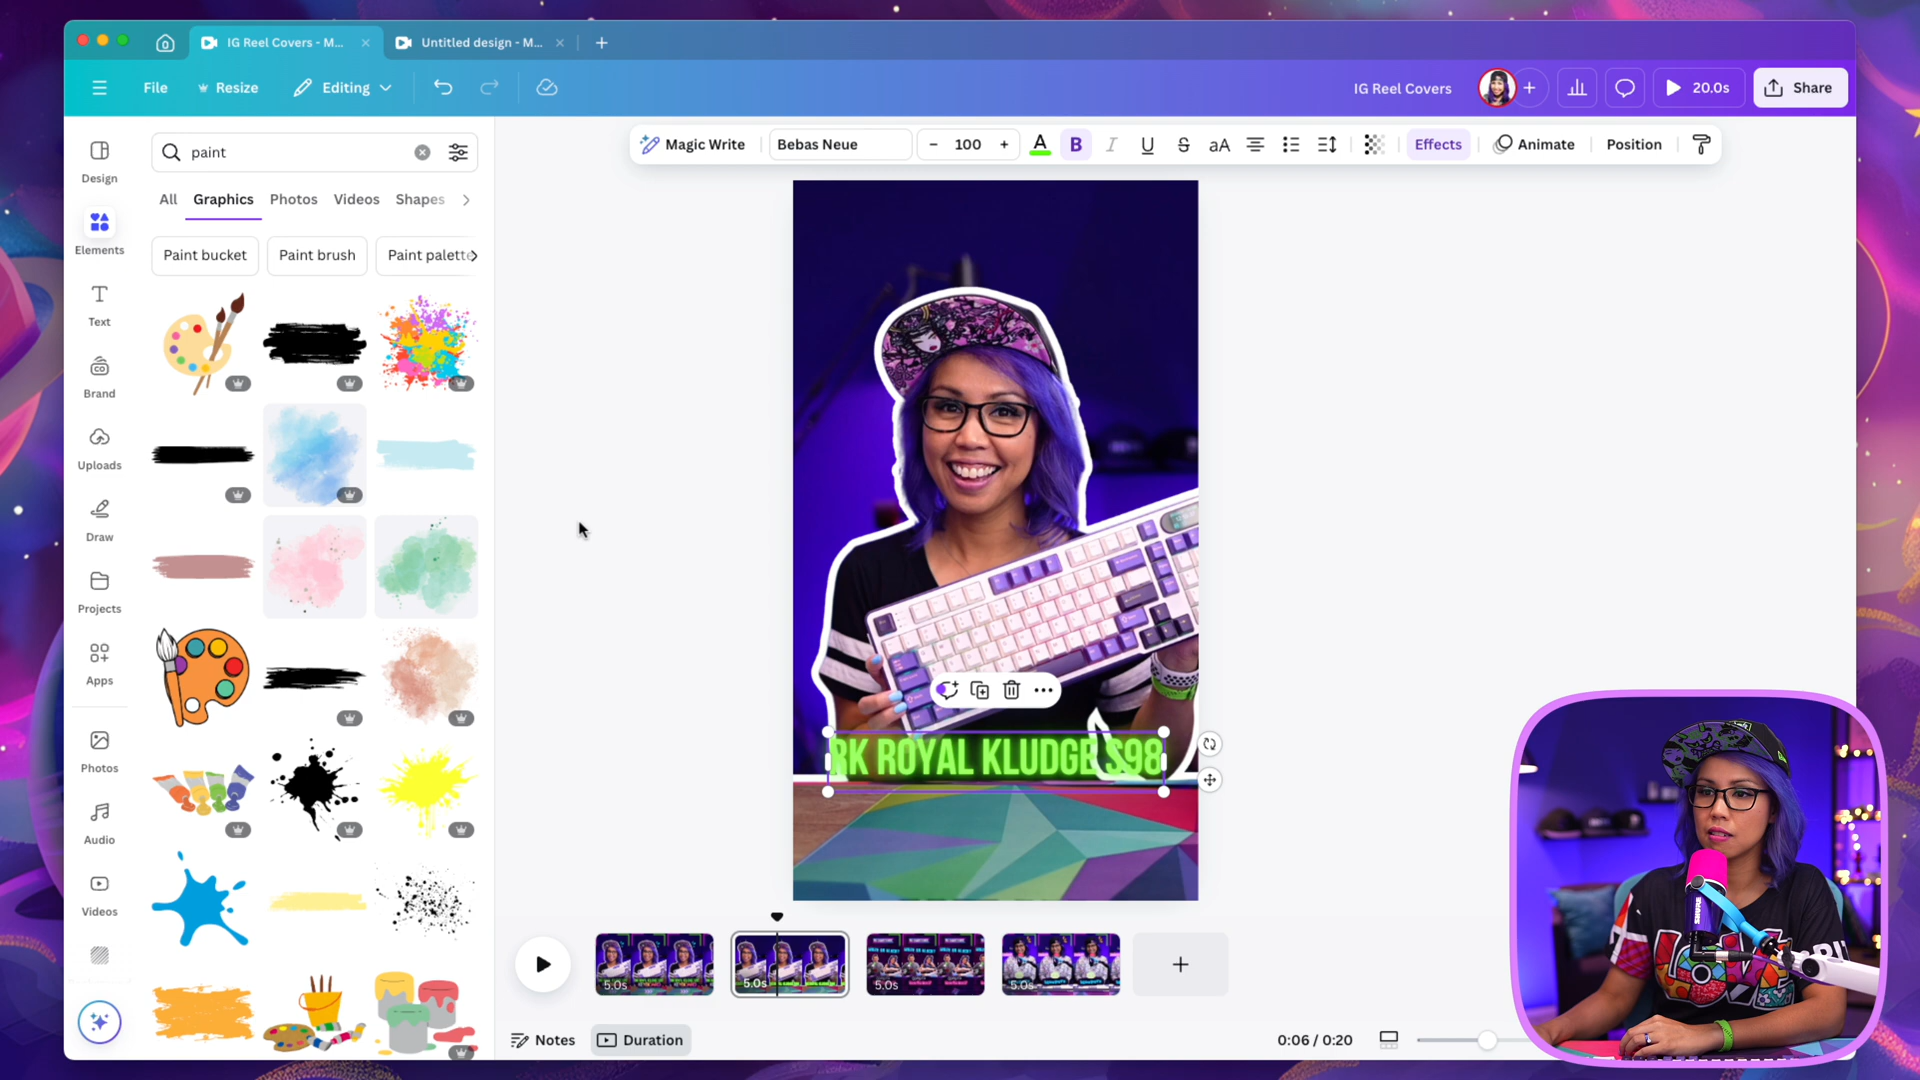 IG Reel Covers - M...
Untitled design - M...
File
Resize
Editing
IG Reel Covers
20.0s
Share
Magic Write
Bebas Neue
– 100 +
A
B
I
U
S
aA
Effects
Animate
Position
paint
All
Graphics
Photos
Videos
Shapes
Paint bucket
Paint brush
Paint palette
Design
Elements
Text
Brand
Uploads
Draw
Projects
Apps
Photos
Audio
Videos
RK ROYAL KLUDGE S98
5.0s
5.0s
5.0s
5.0s
Notes
Duration
0:06 / 0:20
SHURE